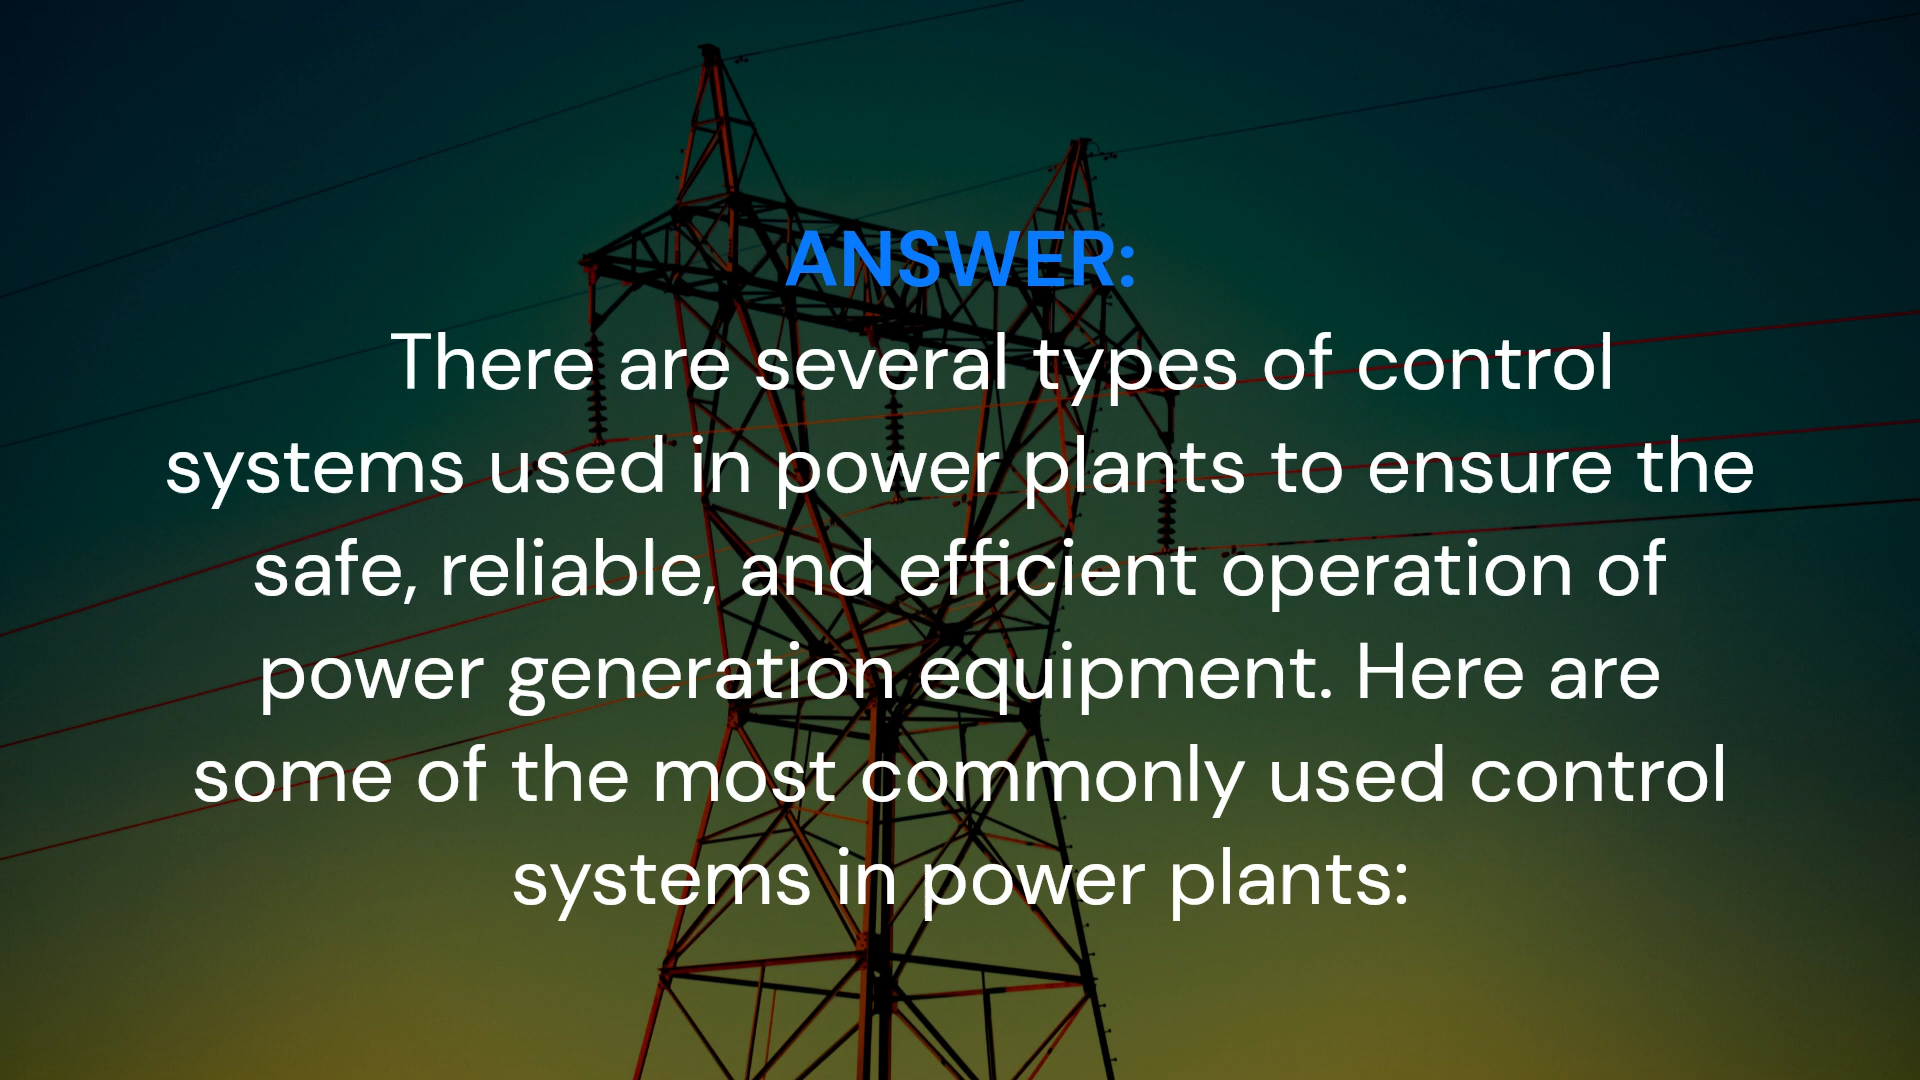 ANSWER:
There are several types of control
systems used in power plants to ensure the
safe, reliable, and efficient operation of
power generation equipment. Here are
some of the most commonly used control
systems in power plants: